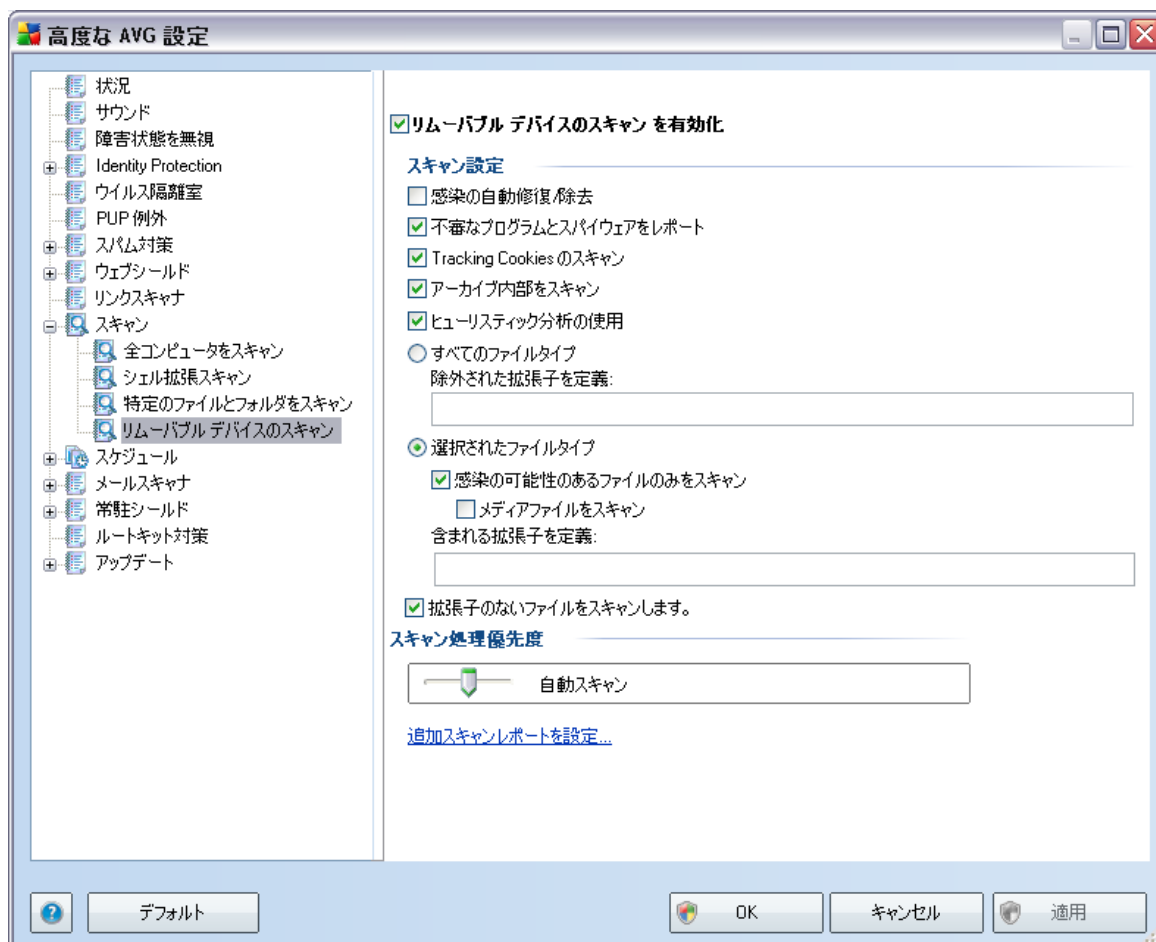 高度な AVG 設定
状況
サウンド
障害状態を無視
Identity Protection
ウイルス隔離室
PUP 例外
スパム対策
ウェブシールド
リンクスキャナ
スキャン
全コンピュータをスキャン
シェル拡張スキャン
特定のファイルとフォルダをスキャン
リムーバブル デバイスのスキャン
スケジュール
メールスキャナ
常駐シールド
ルートキット対策
アップデート
リムーバブル デバイスのスキャン を有効化
スキャン設定
感染の自動修復/除去
不審なプログラムとスパイウェアをレポート
Tracking Cookies のスキャン
アーカイブ内部をスキャン
ヒューリスティック分析の使用
すべてのファイルタイプ
除外された拡張子を定義:
選択されたファイルタイプ
感染の可能性のあるファイルのみをスキャン
メディアファイルをスキャン
含まれる拡張子を定義:
拡張子のないファイルをスキャンします。
スキャン処理優先度
自動スキャン
追加スキャンレポートを設定...
デフォルト
OK
キャンセル
適用